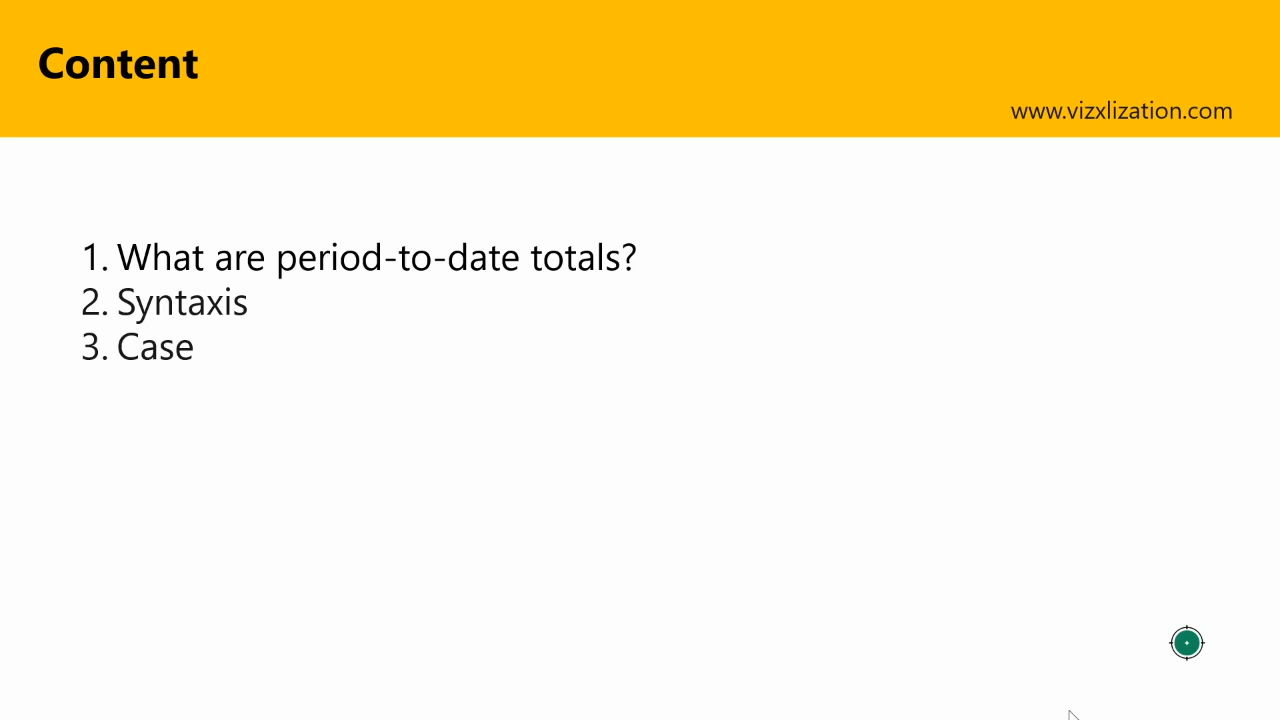 Content
www.vizxlization.com
1. What are period-to-date totals?
2. Syntaxis
3. Case